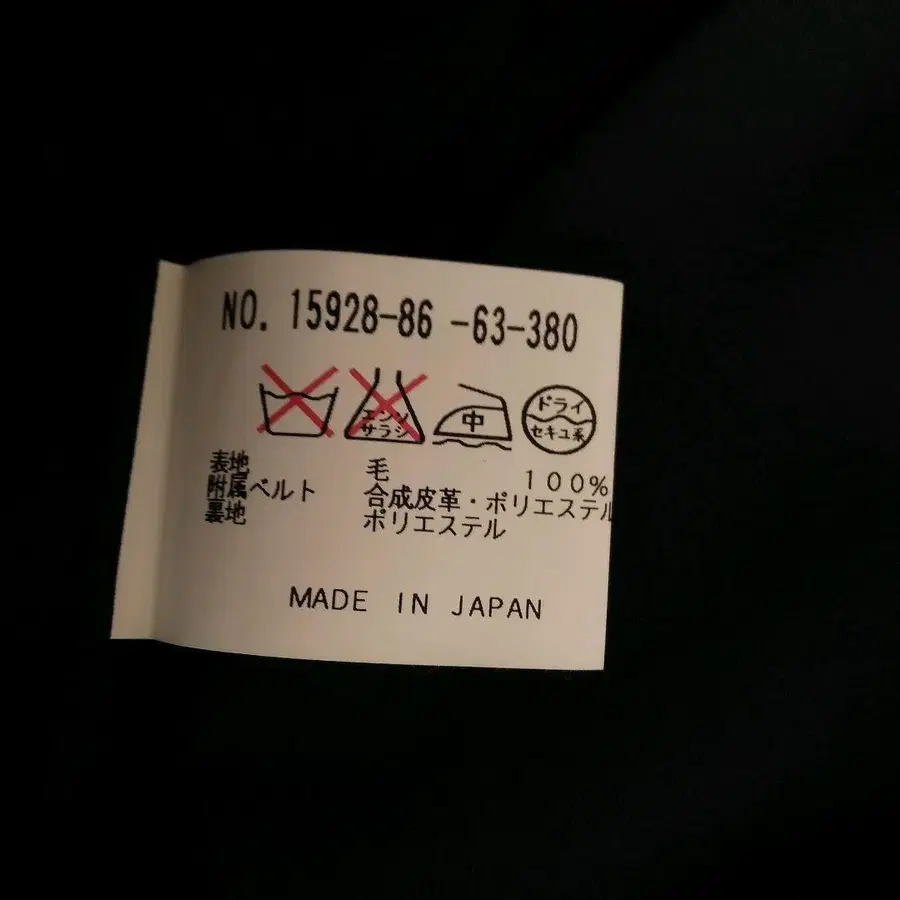 NO. 15928-86 -63-380
エンソ
サラシ
中
ドライ
セキユ系
表地 毛 100%
附属ベルト 合成皮革・ポリエステル
裏地 ポリエステル
MADE IN JAPAN